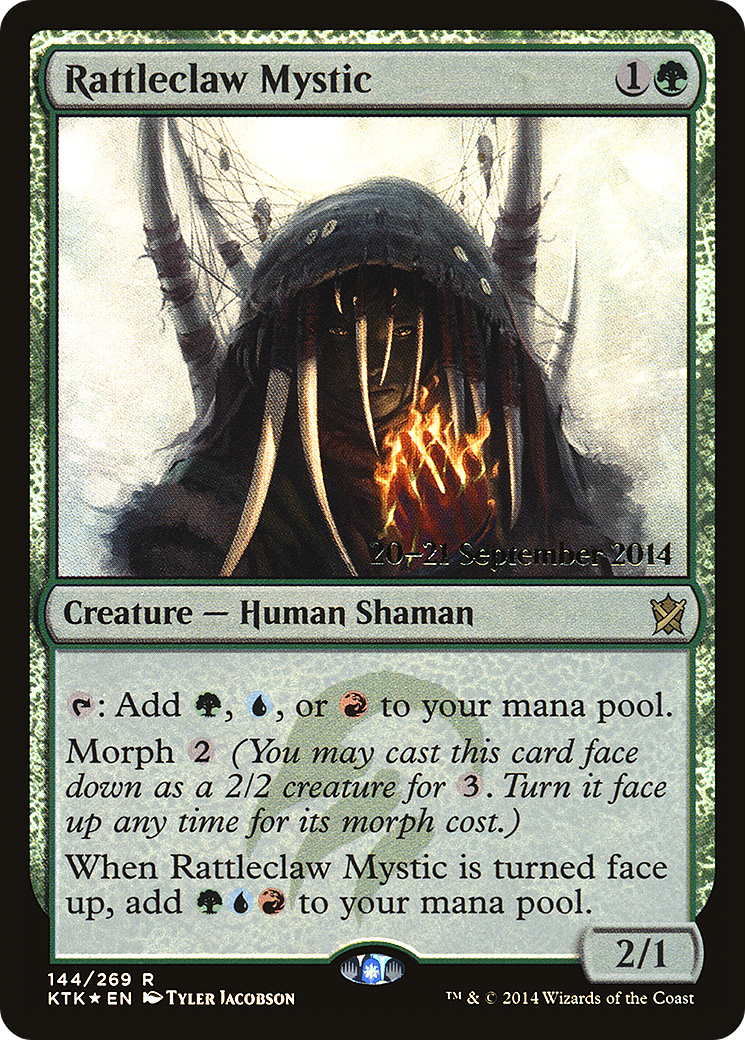 Rattleclaw Mystic 1
20–21 September 2014
Creature — Human Shaman
: Add , , or to your mana pool.
Morph 2 (You may cast this card face
down as a 2/2 creature for 3. Turn it face
up any time for its morph cost.)
When Rattleclaw Mystic is turned face
up, add to your mana pool.
2/1
144/269 R
KTK★EN Tyler Jacobson
™ & © 2014 Wizards of the Coast